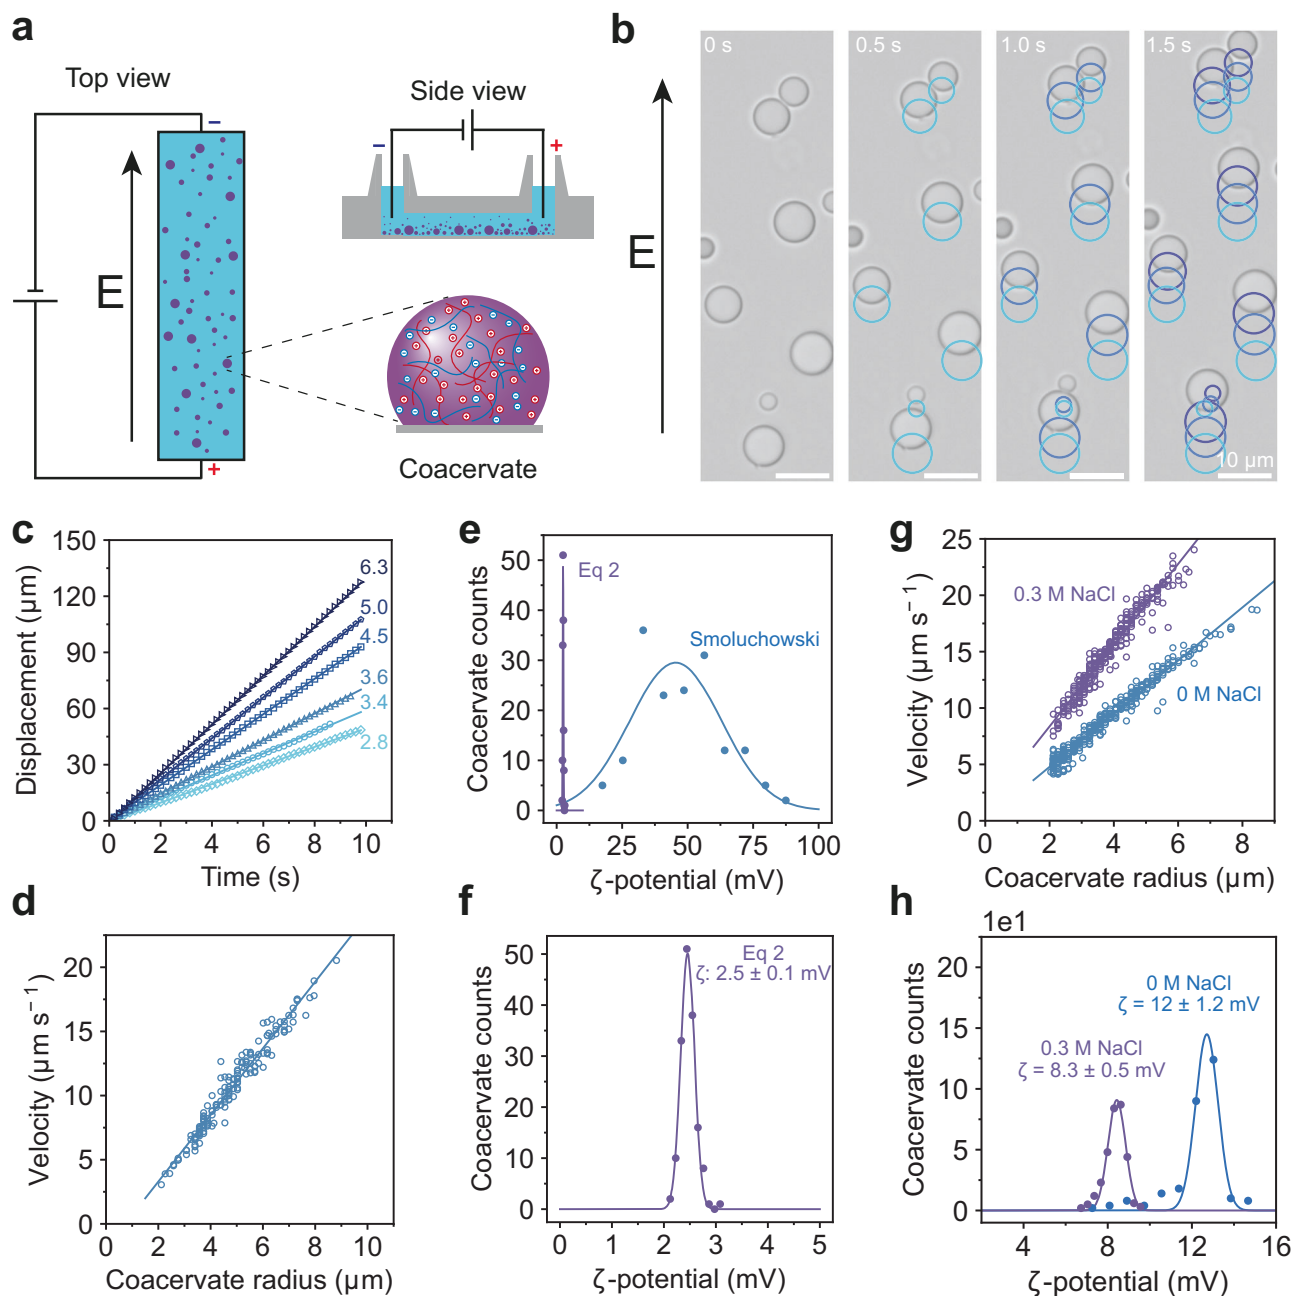 a
Top view
−
E
+
Side view
−
+
Coacervate
b
E
0 s
0.5 s
1.0 s
1.5 s
10 µm
c
Displacement (µm)
150
120
90
60
30
0
6.3
5.0
4.5
3.6
3.4
2.8
0 2 4 6 8 10
Time (s)
d
Velocity (µm s⁻¹)
20
15
10
5
0
0 2 4 6 8 10
Coacervate radius (µm)
e
Coacervate counts
50
40
30
20
10
0
Eq 2
Smoluchowski
0 25 50 75 100
ζ-potential (mV)
f
Coacervate counts
50
40
30
20
10
0
Eq 2
ζ: 2.5 ± 0.1 mV
0 1 2 3 4 5
ζ-potential (mV)
g
Velocity (µm s⁻¹)
25
20
15
10
5
0
0.3 M NaCl
0 M NaCl
0 2 4 6 8
Coacervate radius (µm)
h
1e1
Coacervate counts
20
15
10
5
0
0 M NaCl
ζ = 12 ± 1.2 mV
0.3 M NaCl
ζ = 8.3 ± 0.5 mV
4 8 12 16
ζ-potential (mV)